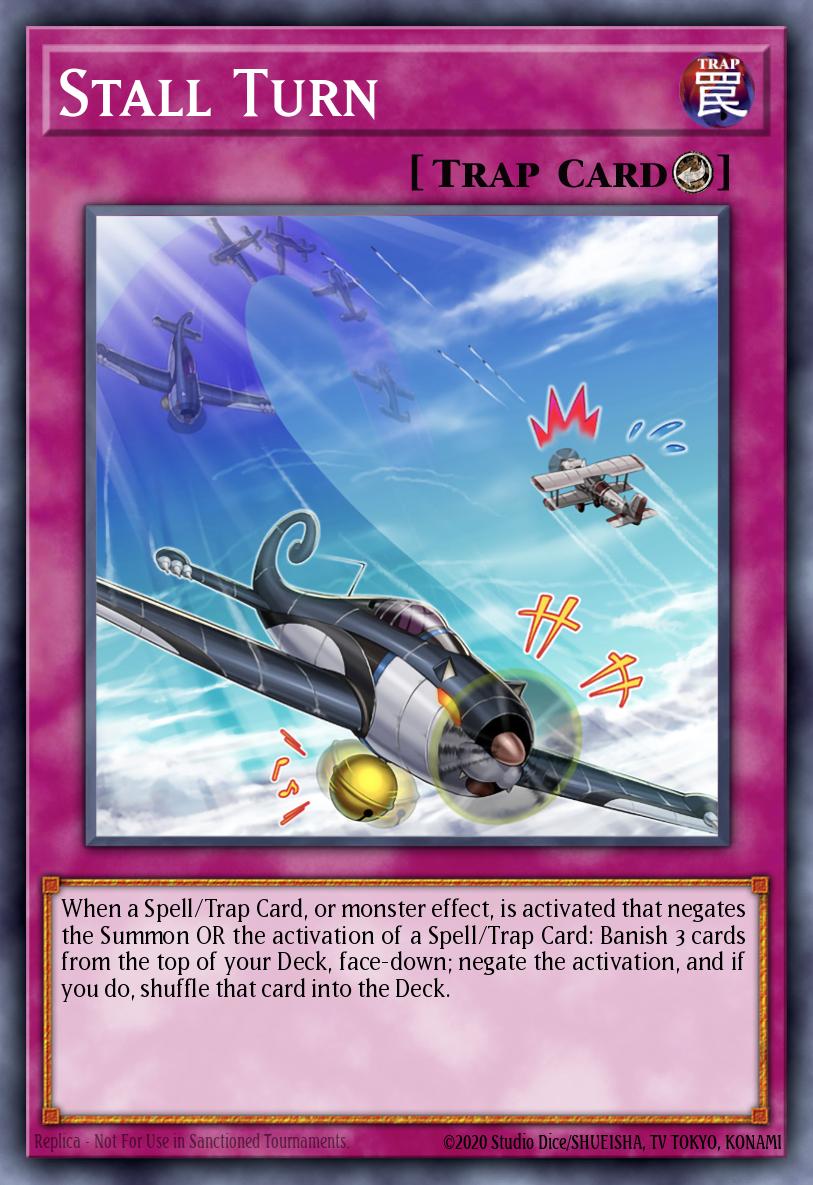 Stall Turn
TRAP
罠
[ Trap Card ]
When a Spell/Trap Card, or monster effect, is activated that negates
the Summon OR the activation of a Spell/Trap Card: Banish 3 cards
from the top of your Deck, face-down; negate the activation, and if
you do, shuffle that card into the Deck.
Replica - Not For Use in Sanctioned Tournaments.
©2020 Studio Dice/SHUEISHA, TV TOKYO, KONAMI